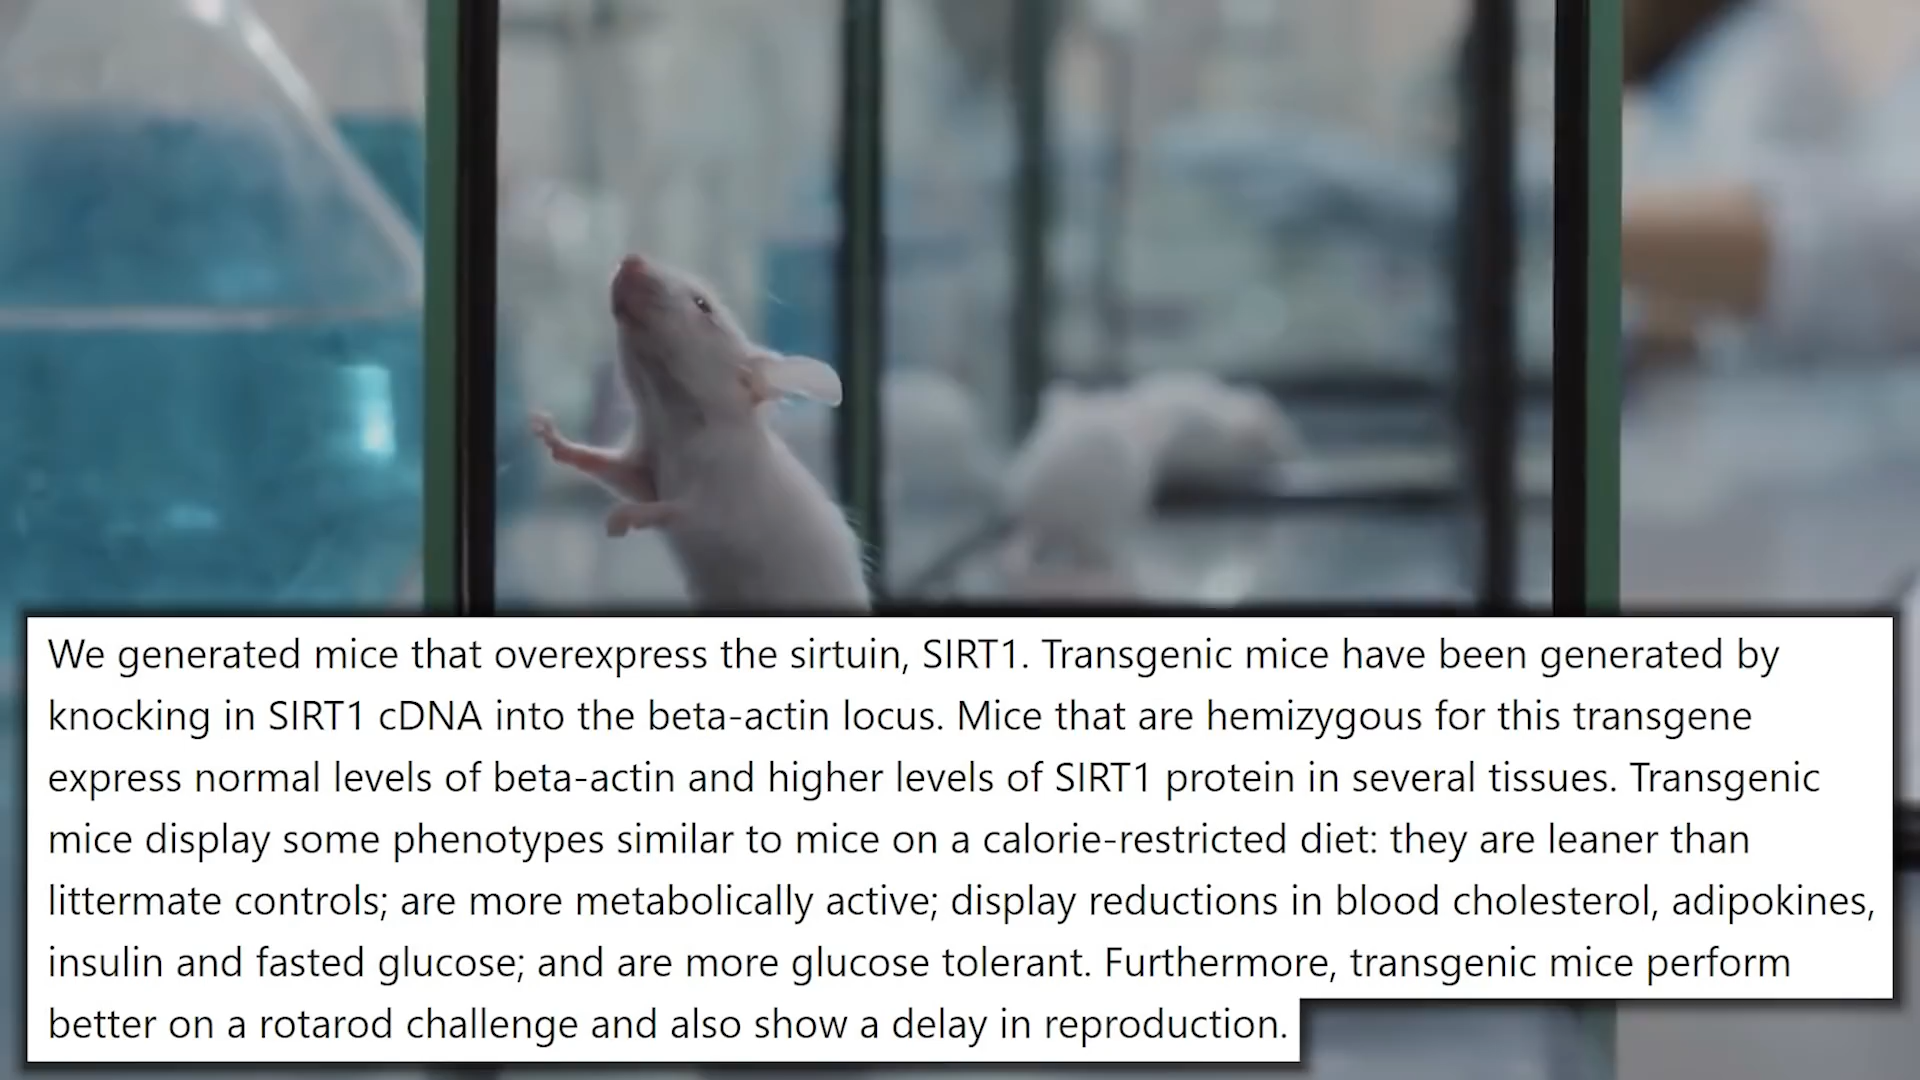 We generated mice that overexpress the sirtuin, SIRT1. Transgenic mice have been generated by
knocking in SIRT1 cDNA into the beta-actin locus. Mice that are hemizygous for this transgene
express normal levels of beta-actin and higher levels of SIRT1 protein in several tissues. Transgenic
mice display some phenotypes similar to mice on a calorie-restricted diet: they are leaner than
littermate controls; are more metabolically active; display reductions in blood cholesterol, adipokines,
insulin and fasted glucose; and are more glucose tolerant. Furthermore, transgenic mice perform
better on a rotarod challenge and also show a delay in reproduction.